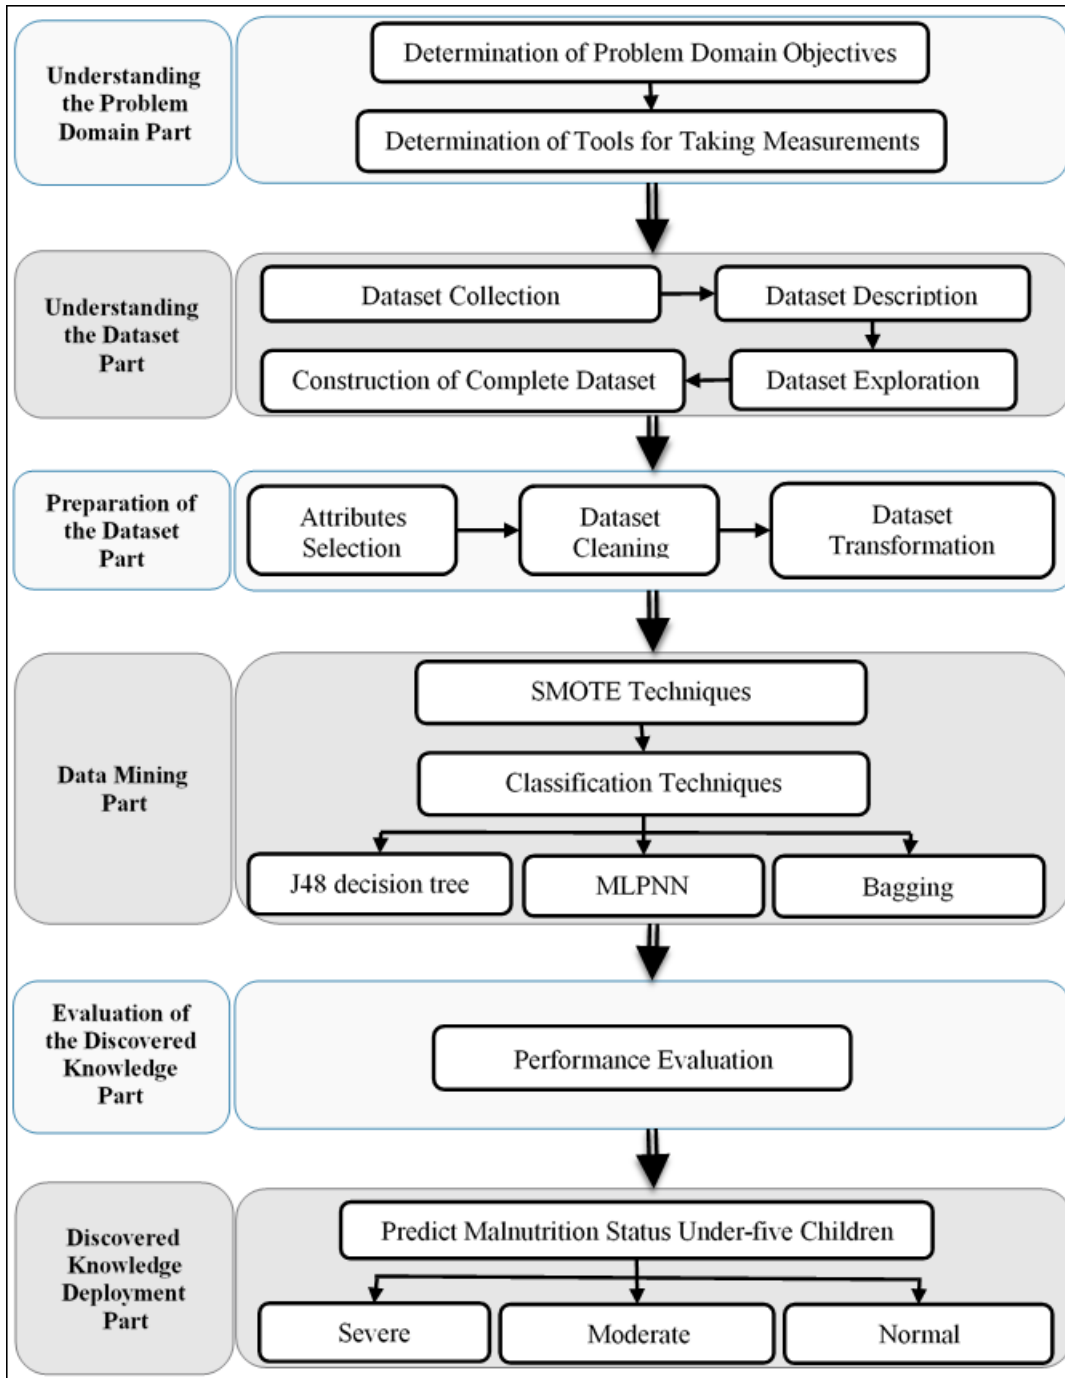 Understanding
the Problem
Domain Part
Determination of Problem Domain Objectives
Determination of Tools for Taking Measurements
Understanding
the Dataset
Part
Dataset Collection
Dataset Description
Construction of Complete Dataset
Dataset Exploration
Preparation of
the Dataset
Part
Attributes
Selection
Dataset
Cleaning
Dataset
Transformation
Data Mining
Part
SMOTE Techniques
Classification Techniques
J48 decision tree
MLPNN
Bagging
Evaluation of
the Discovered
Knowledge
Part
Performance Evaluation
Discovered
Knowledge
Deployment
Part
Predict Malnutrition Status Under-five Children
Severe
Moderate
Normal